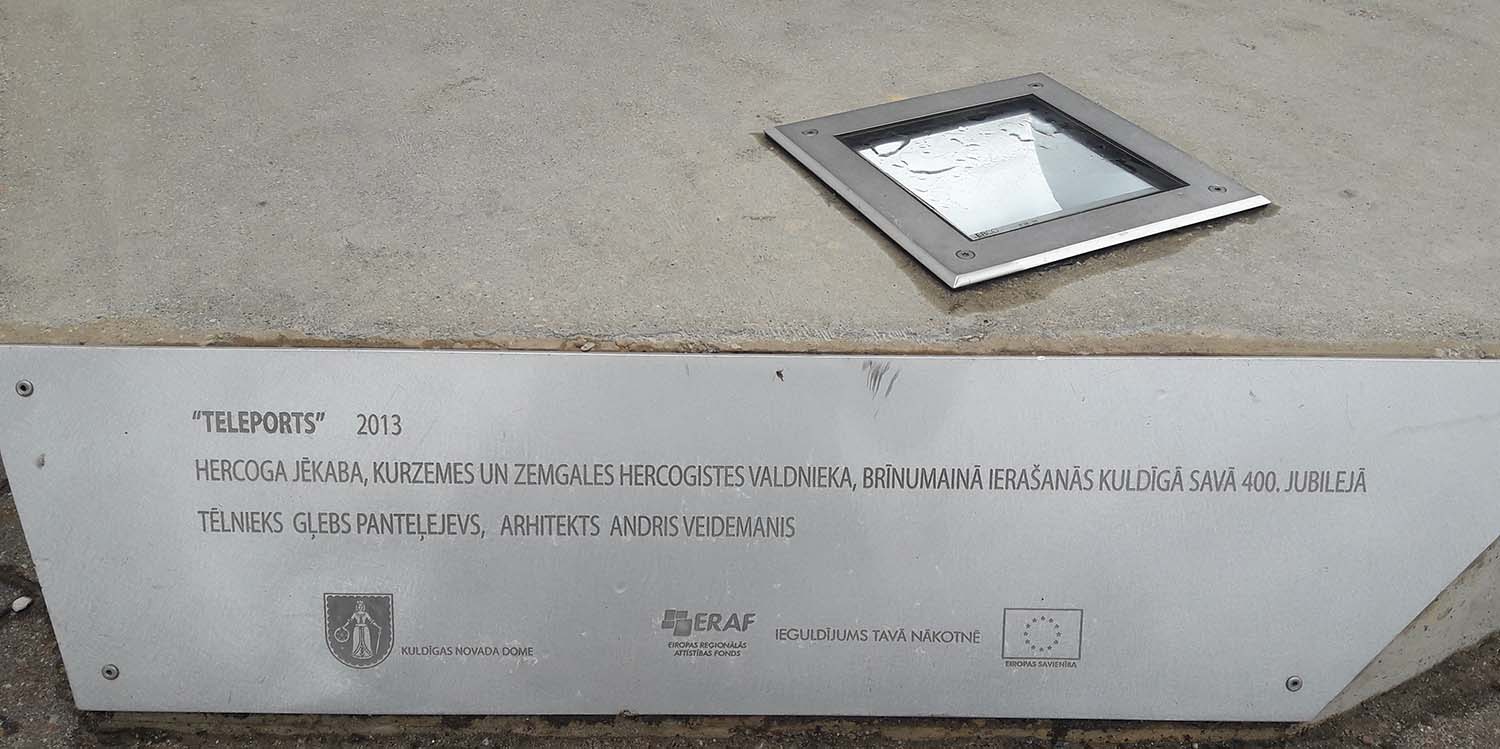 "TELEPORTS" 2013
HERCOGA JĒKABA, KURZEMES UN ZEMGALES HERCOGISTES VALDNIEKA, BRĪNUMAINĀ IERAŠANĀS KULDĪGĀ SAVĀ 400. JUBILEJĀ
TĒLNIEKS GĻEBS PANTEĻEJEVS, ARHITEKTS ANDRIS VEIDEMANIS
KULDĪGAS NOVADA DOME
ERAF
EIROPAS REGIONĀLĀS
ATTĪSTĪBAS FONDS
IEGULDĪJUMS TAVĀ NĀKOTNĒ
EIROPAS SAVIENĪBA